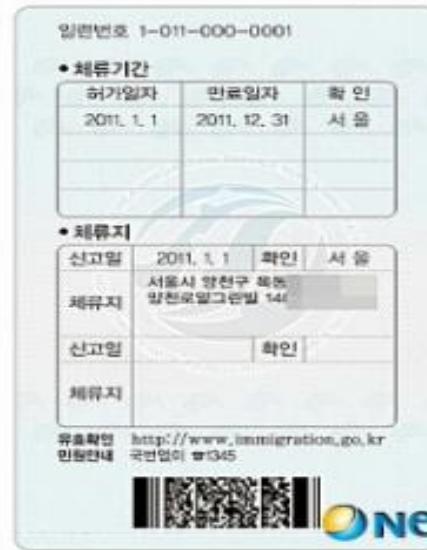 일련번호 1-011-000-0001
• 체류기간
허가일자 만료일자 확 인
2011. 1. 1 2011. 12. 31 서 울
• 체류지
신고일 2011. 1. 1 확인 서 울
체류지 서울시 양천구 목동
양천로열그린빌 14
신고일 확인
체류지
유효확인 http://www.immigration.go.kr
민원안내 국번없이 ☎1345
NE